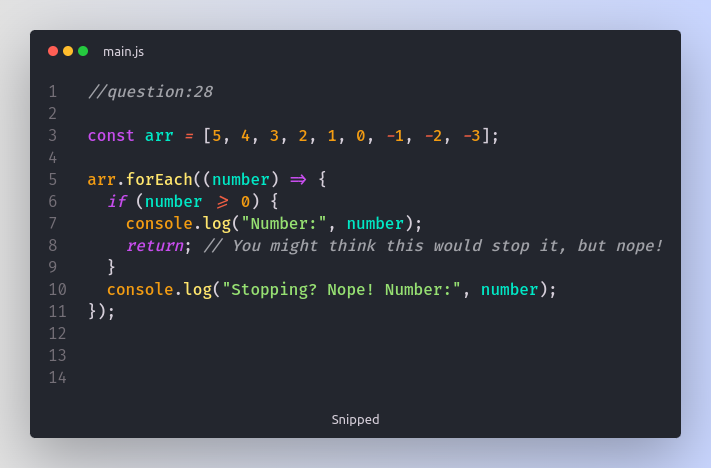 main.js
1 //question:28
2
3 const arr = [5, 4, 3, 2, 1, 0, -1, -2, -3];
4
5 arr.forEach((number) => {
6 if (number >= 0) {
7 console.log("Number:", number);
8 return; // You might think this would stop it, but nope!
9 }
10 console.log("Stopping? Nope! Number:", number);
11 });
12
13
14
Snipped